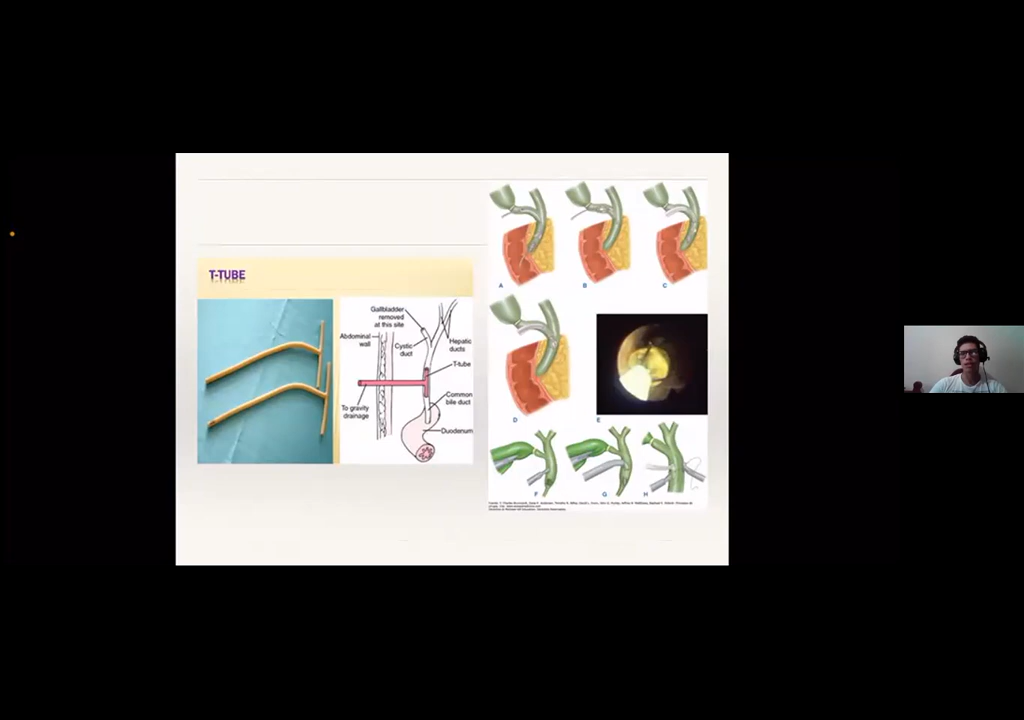 T-TUBE
Gallbladder
removed
at this site
Abdominal
wall
Cystic
duct
Hepatic
ducts
T-tube
Common
bile duct
To gravity
drainage
Duodenum
A
B
C
D
E
F
G
H